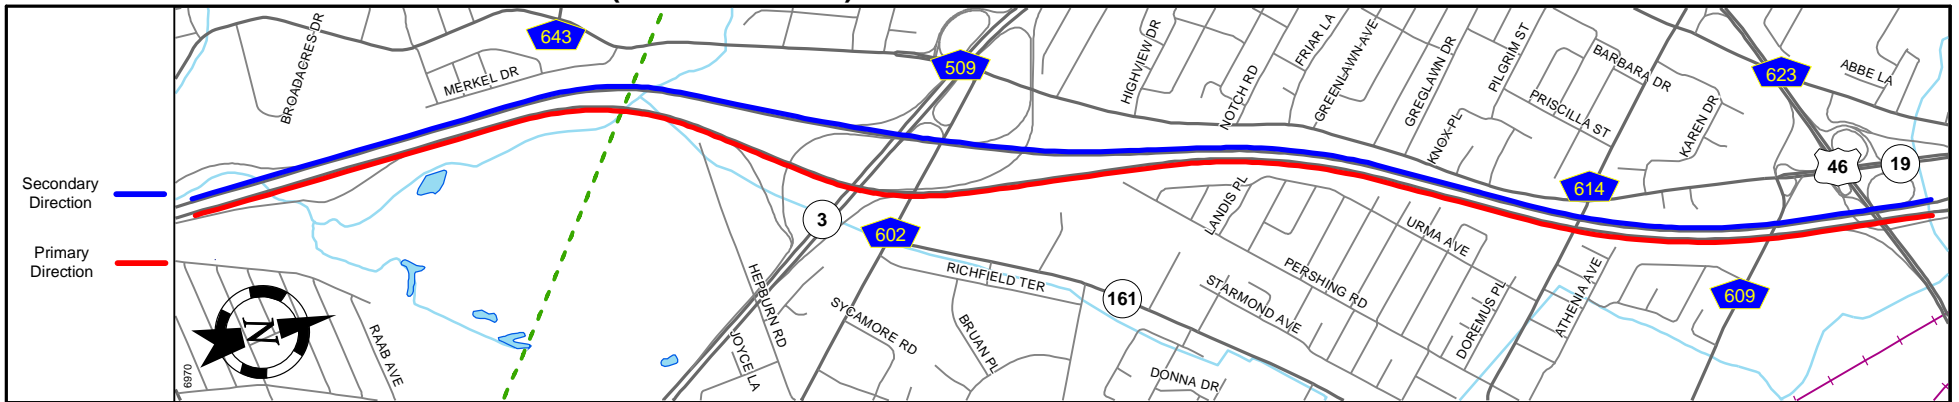 Secondary
Direction
Primary
Direction
BROADACRES DR
643
MERKEL DR
509
HIGHVIEW DR
NOTCH RD
FRIAR LA
GREENLAWN AVE
GREGLAWN DR
KNOX PL
PILGRIM ST
BARBARA DR
PRISCILLA ST
KAREN DR
623
ABBE LA
46
19
614
3
602
LANDIS PL
URMA AVE
PERSHING RD
STARMOND AVE
DOREMUS PL
ATHENIA AVE
609
RICHFIELD TER
161
HEPBURN RD
JOYCE LA
SYCAMORE RD
BRUAN PL
DONNA DR
RAAB AVE
N
6970